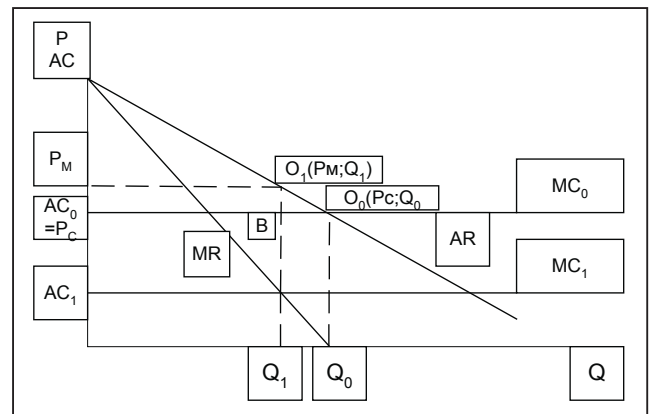 P
AC
P_M
O_1(Pм;Q_1)
MC_0
O_0(Pc;Q_0
AC_0
=P_C
B
AR
MR
MC_1
AC_1
Q_1
Q_0
Q